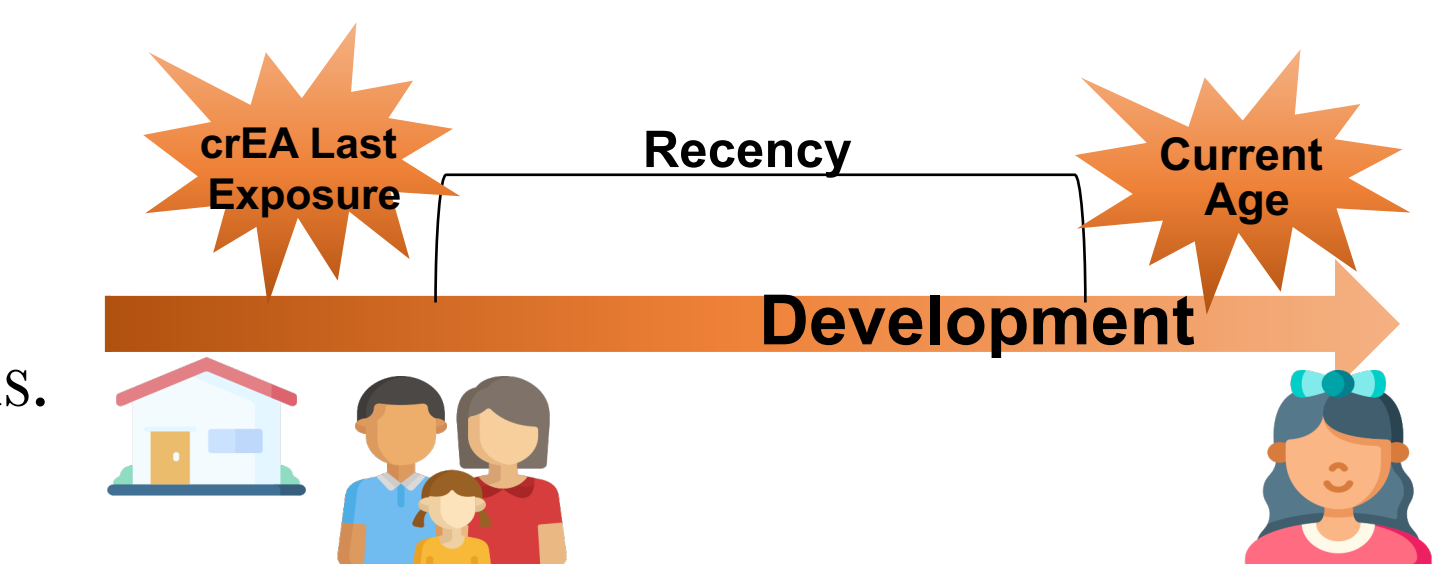 crEA Last
Exposure
Recency
Current
Age
Development
s.